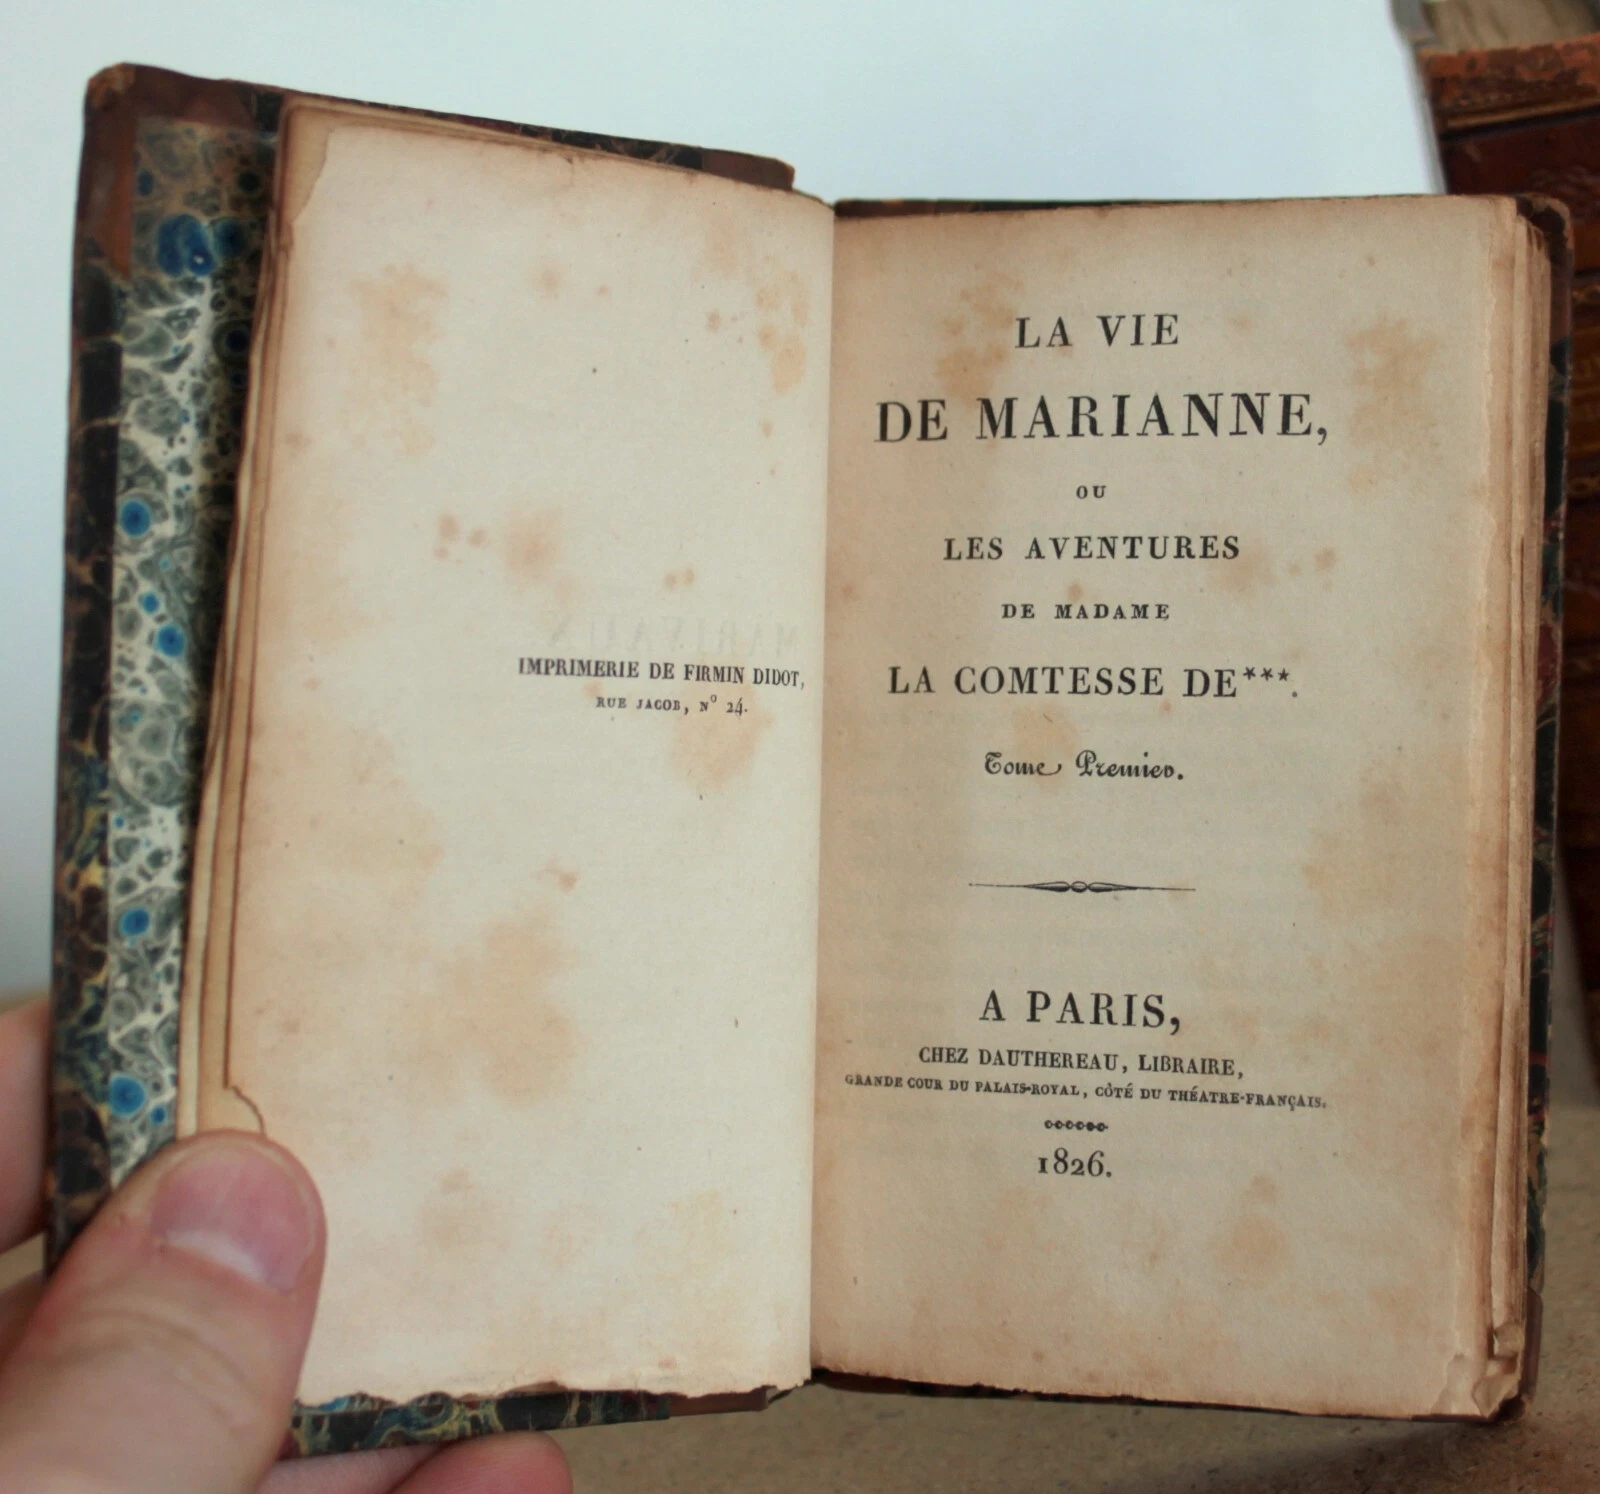 IMPRIMERIE DE FIRMIN DIDOT,
RUE JACOB, Nº 24.
LA VIE
DE MARIANNE,
OU
LES AVENTURES
DE MADAME
LA COMTESSE DE***.
Tome Premier.
A PARIS,
CHEZ DAUTHEREAU, LIBRAIRE,
GRANDE COUR DU PALAIS-ROYAL, CÔTÉ DU THÉATRE-FRANÇAIS.
1826.